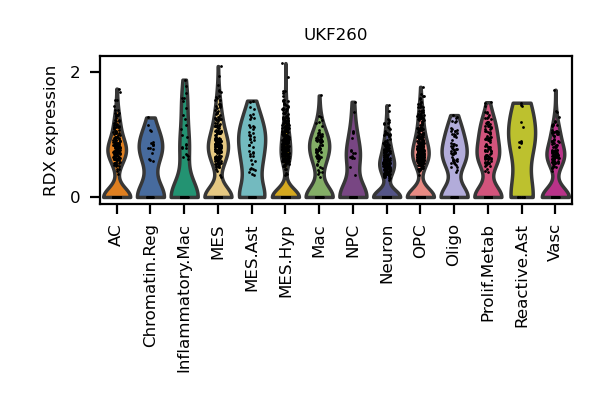 UKF260
RDX expression
2
0
AC
Chromatin.Reg
Inflammatory.Mac
MES
MES.Ast
MES.Hyp
Mac
NPC
Neuron
OPC
Oligo
Prolif.Metab
Reactive.Ast
Vasc